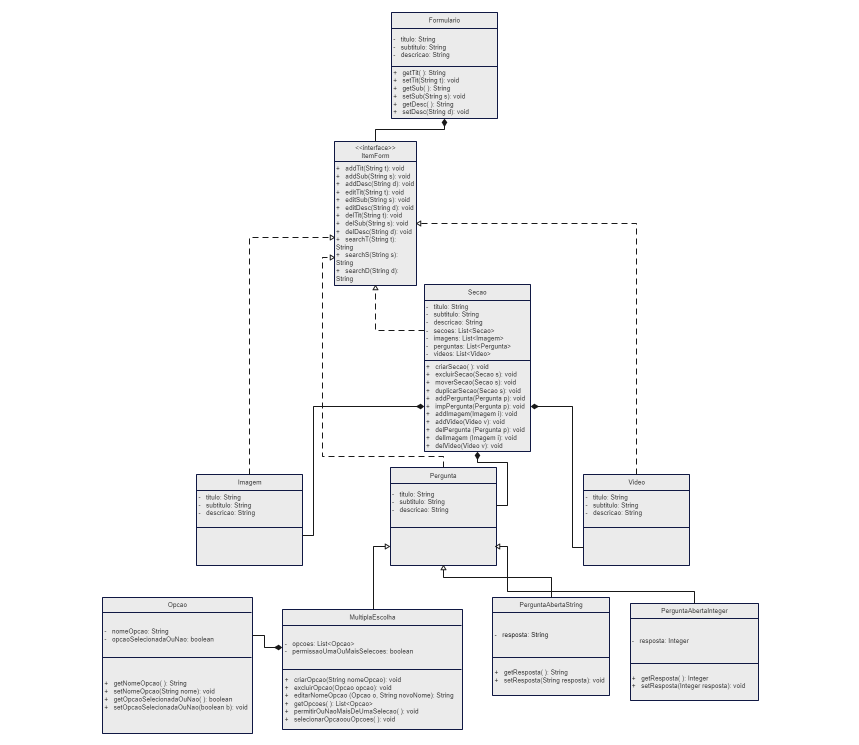 Formulario
- titulo: String
- subtitulo: String
- descricao: String
+ getTit( ): String
+ setTit(String t): void
+ getSub( ): String
+ setSub(String s): void
+ getDesc( ): String
+ setDesc(String d): void
<<interface>>
ItemForm
+ addTit(String t): void
+ addSub(String s): void
+ addDesc(String d): void
+ editTit(String t): void
+ editSub(String s): void
+ editDesc(String d): void
+ delTit(String t): void
+ delSub(String s): void
+ delDesc(String d): void
+ searchT(String t):
String
+ searchS(String s):
String
+ searchD(String d):
String
Secao
- titulo: String
- subtitulo: String
- descricao: String
- secoes: List<Secao>
- imagens: List<Imagem>
- perguntas: List<Pergunta>
- videos: List<Video>
+ criarSecao( ): void
+ excluirSecao(Secao s): void
+ moverSecao(Secao s): void
+ duplicarSecao(Secao s): void
+ addPergunta(Pergunta p): void
+ impPergunta(Pergunta p): void
+ addImagem(Imagem i): void
+ addVideo(Video v): void
+ delPergunta (Pergunta p): void
+ delImagem (Imagem i): void
+ delVideo(Video v): void
Imagem
- titulo: String
- subtitulo: String
- descricao: String
Pergunta
- titulo: String
- subtitulo: String
- descricao: String
Video
- titulo: String
- subtitulo: String
- descricao: String
Opcao
- nomeOpcao: String
- opcaoSelecionadaOuNao: boolean
+ getNomeOpcao( ): String
+ setNomeOpcao(String nome): void
+ getOpcaoSelecionadaOuNao( ): boolean
+ setOpcaoSelecionadaOuNao(boolean b): void
MultiplaEscolha
- opcoes: List<Opcao>
- permissaoUmaOuMaisSelecoes: boolean
+ criarOpcao(String nomeOpcao): void
+ excluirOpcao(Opcao opcao): void
+ editarNomeOpcao (Opcao o, String novoNome): String
+ getOpcoes( ): List<Opcao>
+ permitirOuNaoMaisDeUmaSelecao( ): void
+ selecionarOpcaoouOpcoes( ): void
PerguntaAbertaString
- resposta: String
+ getResposta( ): String
+ setResposta(String resposta): void
PerguntaAbertaInteger
- resposta: Integer
+ getResposta( ): Integer
+ setResposta(Integer resposta): void